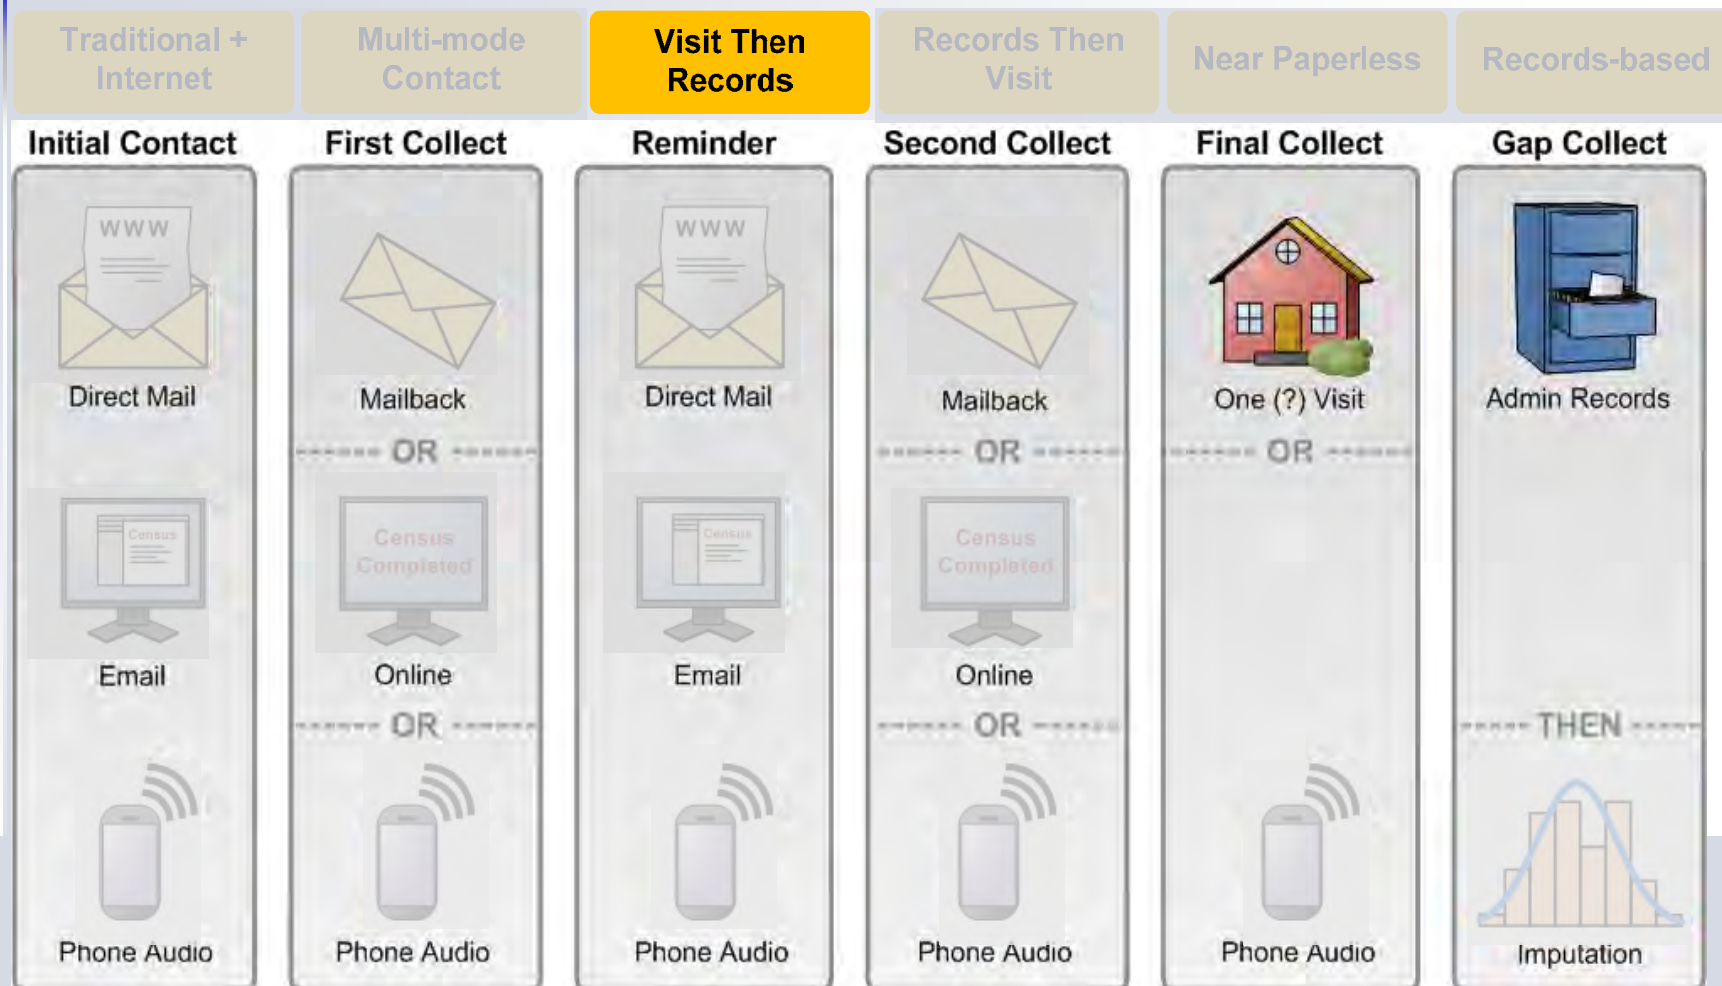 Traditional +
Internet
Multi-mode
Contact
Visit Then
Records
Records Then
Visit
Near Paperless
Records-based
Initial Contact
First Collect
Reminder
Second Collect
Final Collect
Gap Collect
WWW
Direct Mail
Census
Email
Phone Audio
Mailback
OR
Census
Completed
Online
OR
Phone Audio
WWW
Direct Mail
Census
Email
Phone Audio
Mailback
OR
Census
Completed
Online
OR
Phone Audio
One (?) Visit
OR
Phone Audio
Admin Records
THEN
Imputation